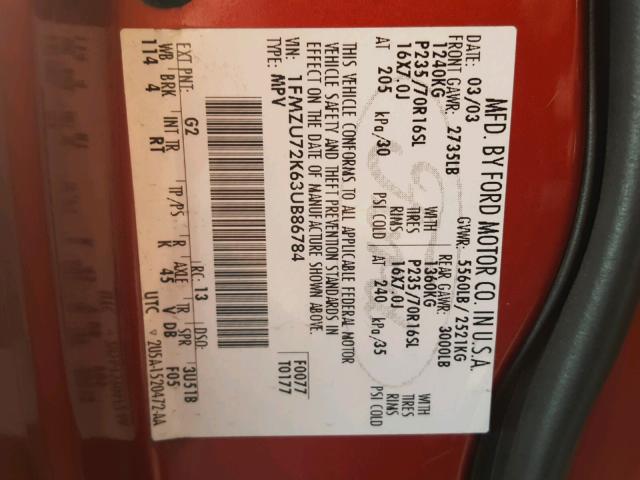 MFD. BY FORD MOTOR CO. IN U.S.A.
DATE: 03/03 GVWR: 5560LB / 2521KG
FRONT GAWR: 2735LB REAR GAWR: 3000LB
1240KG WITH 1360KG WITH
P235/70R16SL TIRES P235/70R16SL TIRES
16X7.0J RIMS 16X7.0J RIMS
AT 205 kPa/30 PSI COLD AT 240 kPa/35 PSI COLD
THIS VEHICLE CONFORMS TO ALL APPLICABLE FEDERAL MOTOR
VEHICLE SAFETY AND THEFT PREVENTION STANDARDS IN
EFFECT ON THE DATE OF MANUFACTURE SHOWN ABOVE.
VIN: 1FMZU72K63UB86784 F0077
TYPE: MPV T0177
EXT PNT: G2 RC: 13 DSO: 3U51B
WB BRK INT TR TP/PS R AXLE TR SPR
114 4 RT K 45 V DB F05
UTC 2U5A-1520472-AA